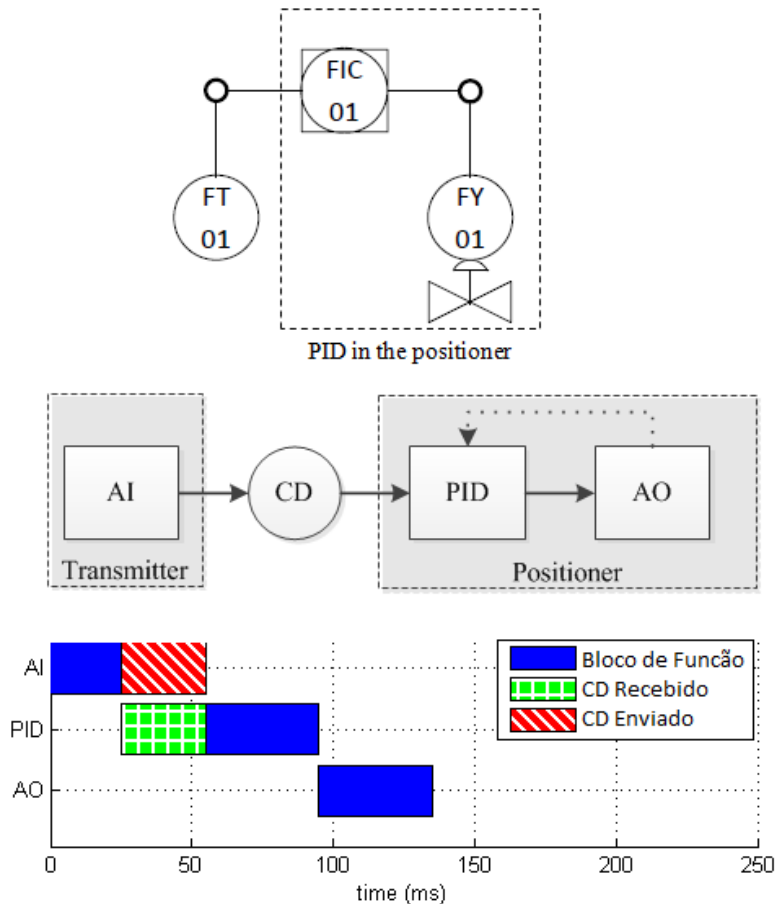 FIC
01
FT
01
FY
01
PID in the positioner
AI
CD
PID
AO
Transmitter
Positioner
AI
PID
AO
Bloco de Funcão
CD Recebido
CD Enviado
0
50
100
150
200
250
time (ms)